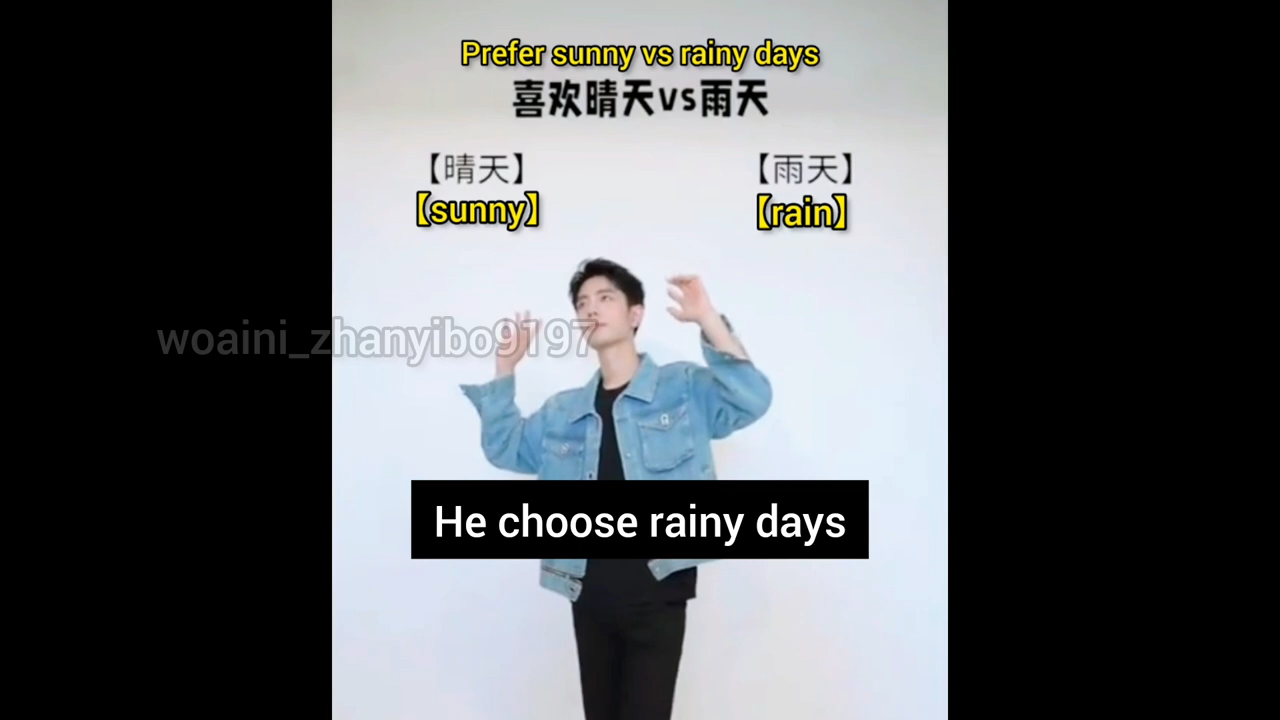 Prefer sunny vs rainy days
喜欢晴天vs雨天
【晴天】
【雨天】
【sunny】
【rain】
woaini_zhanyibo9197
He choose rainy days